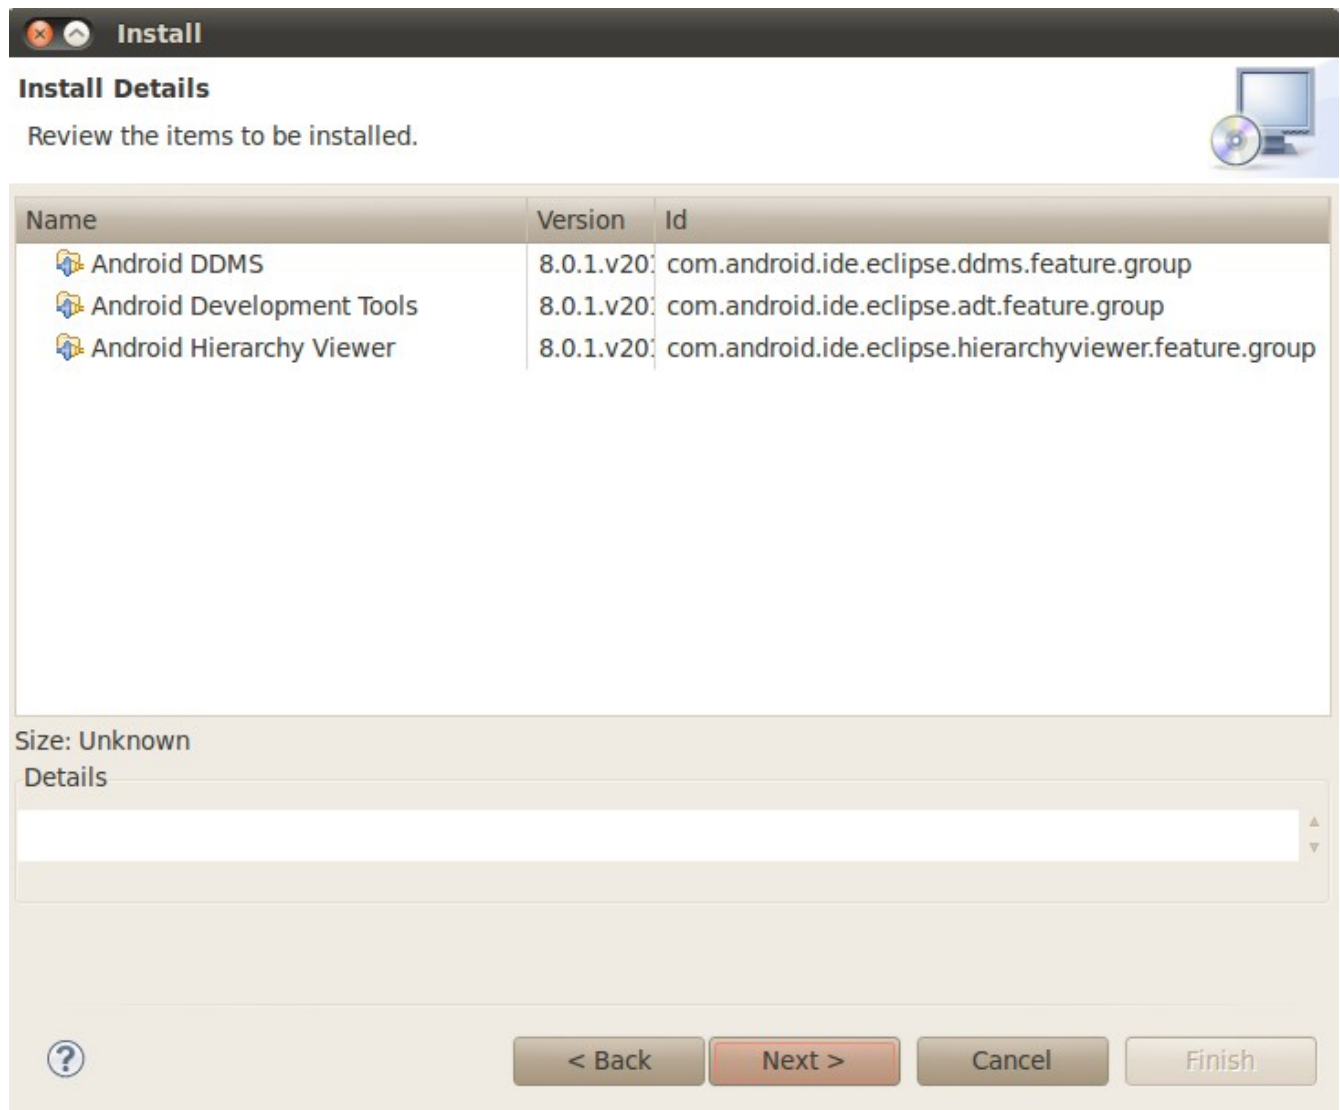 Install
Install Details
Review the items to be installed.
Name Version Id
Android DDMS 8.0.1.v20 com.android.ide.eclipse.ddms.feature.group
Android Development Tools 8.0.1.v20 com.android.ide.eclipse.adt.feature.group
Android Hierarchy Viewer 8.0.1.v20 com.android.ide.eclipse.hierarchyviewer.feature.group
Size: Unknown
Details
? < Back Next > Cancel Finish